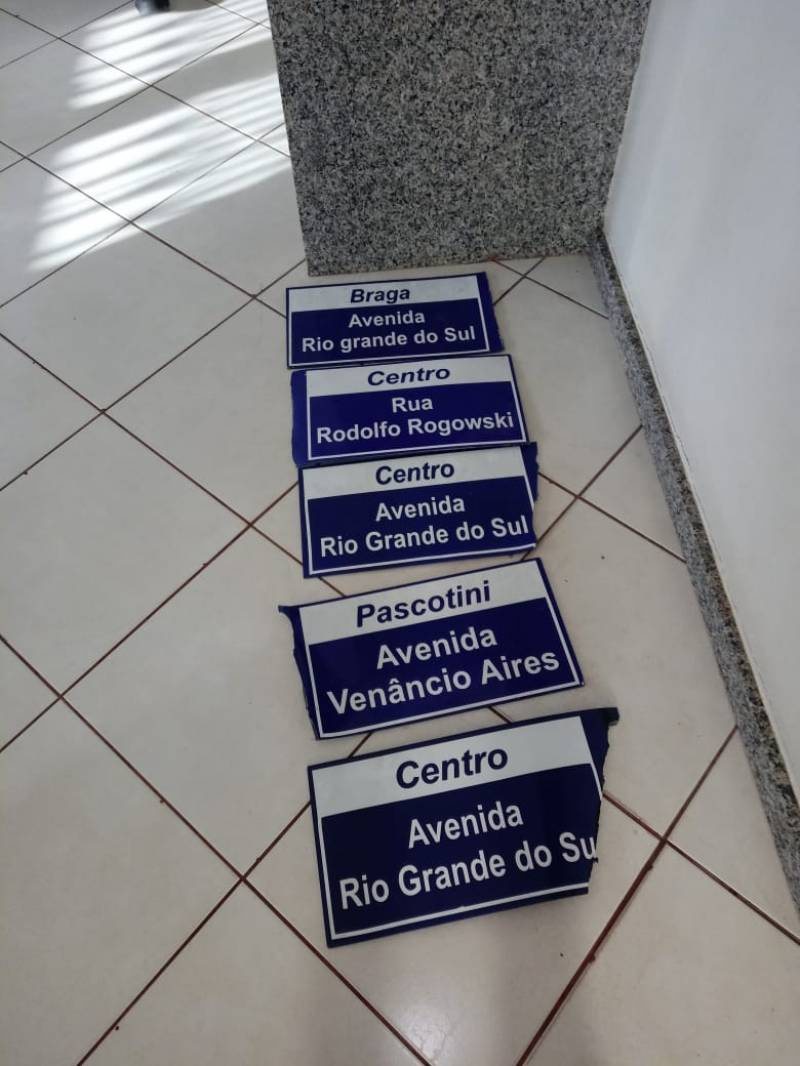 Braga
Avenida
Rio grande do Sul
Centro
Rua
Rodolfo Rogowski
Centro
Avenida
Rio Grande do Sul
Pascotini
Avenida
Venâncio Aires
Centro
Avenida
Rio Grande do Su